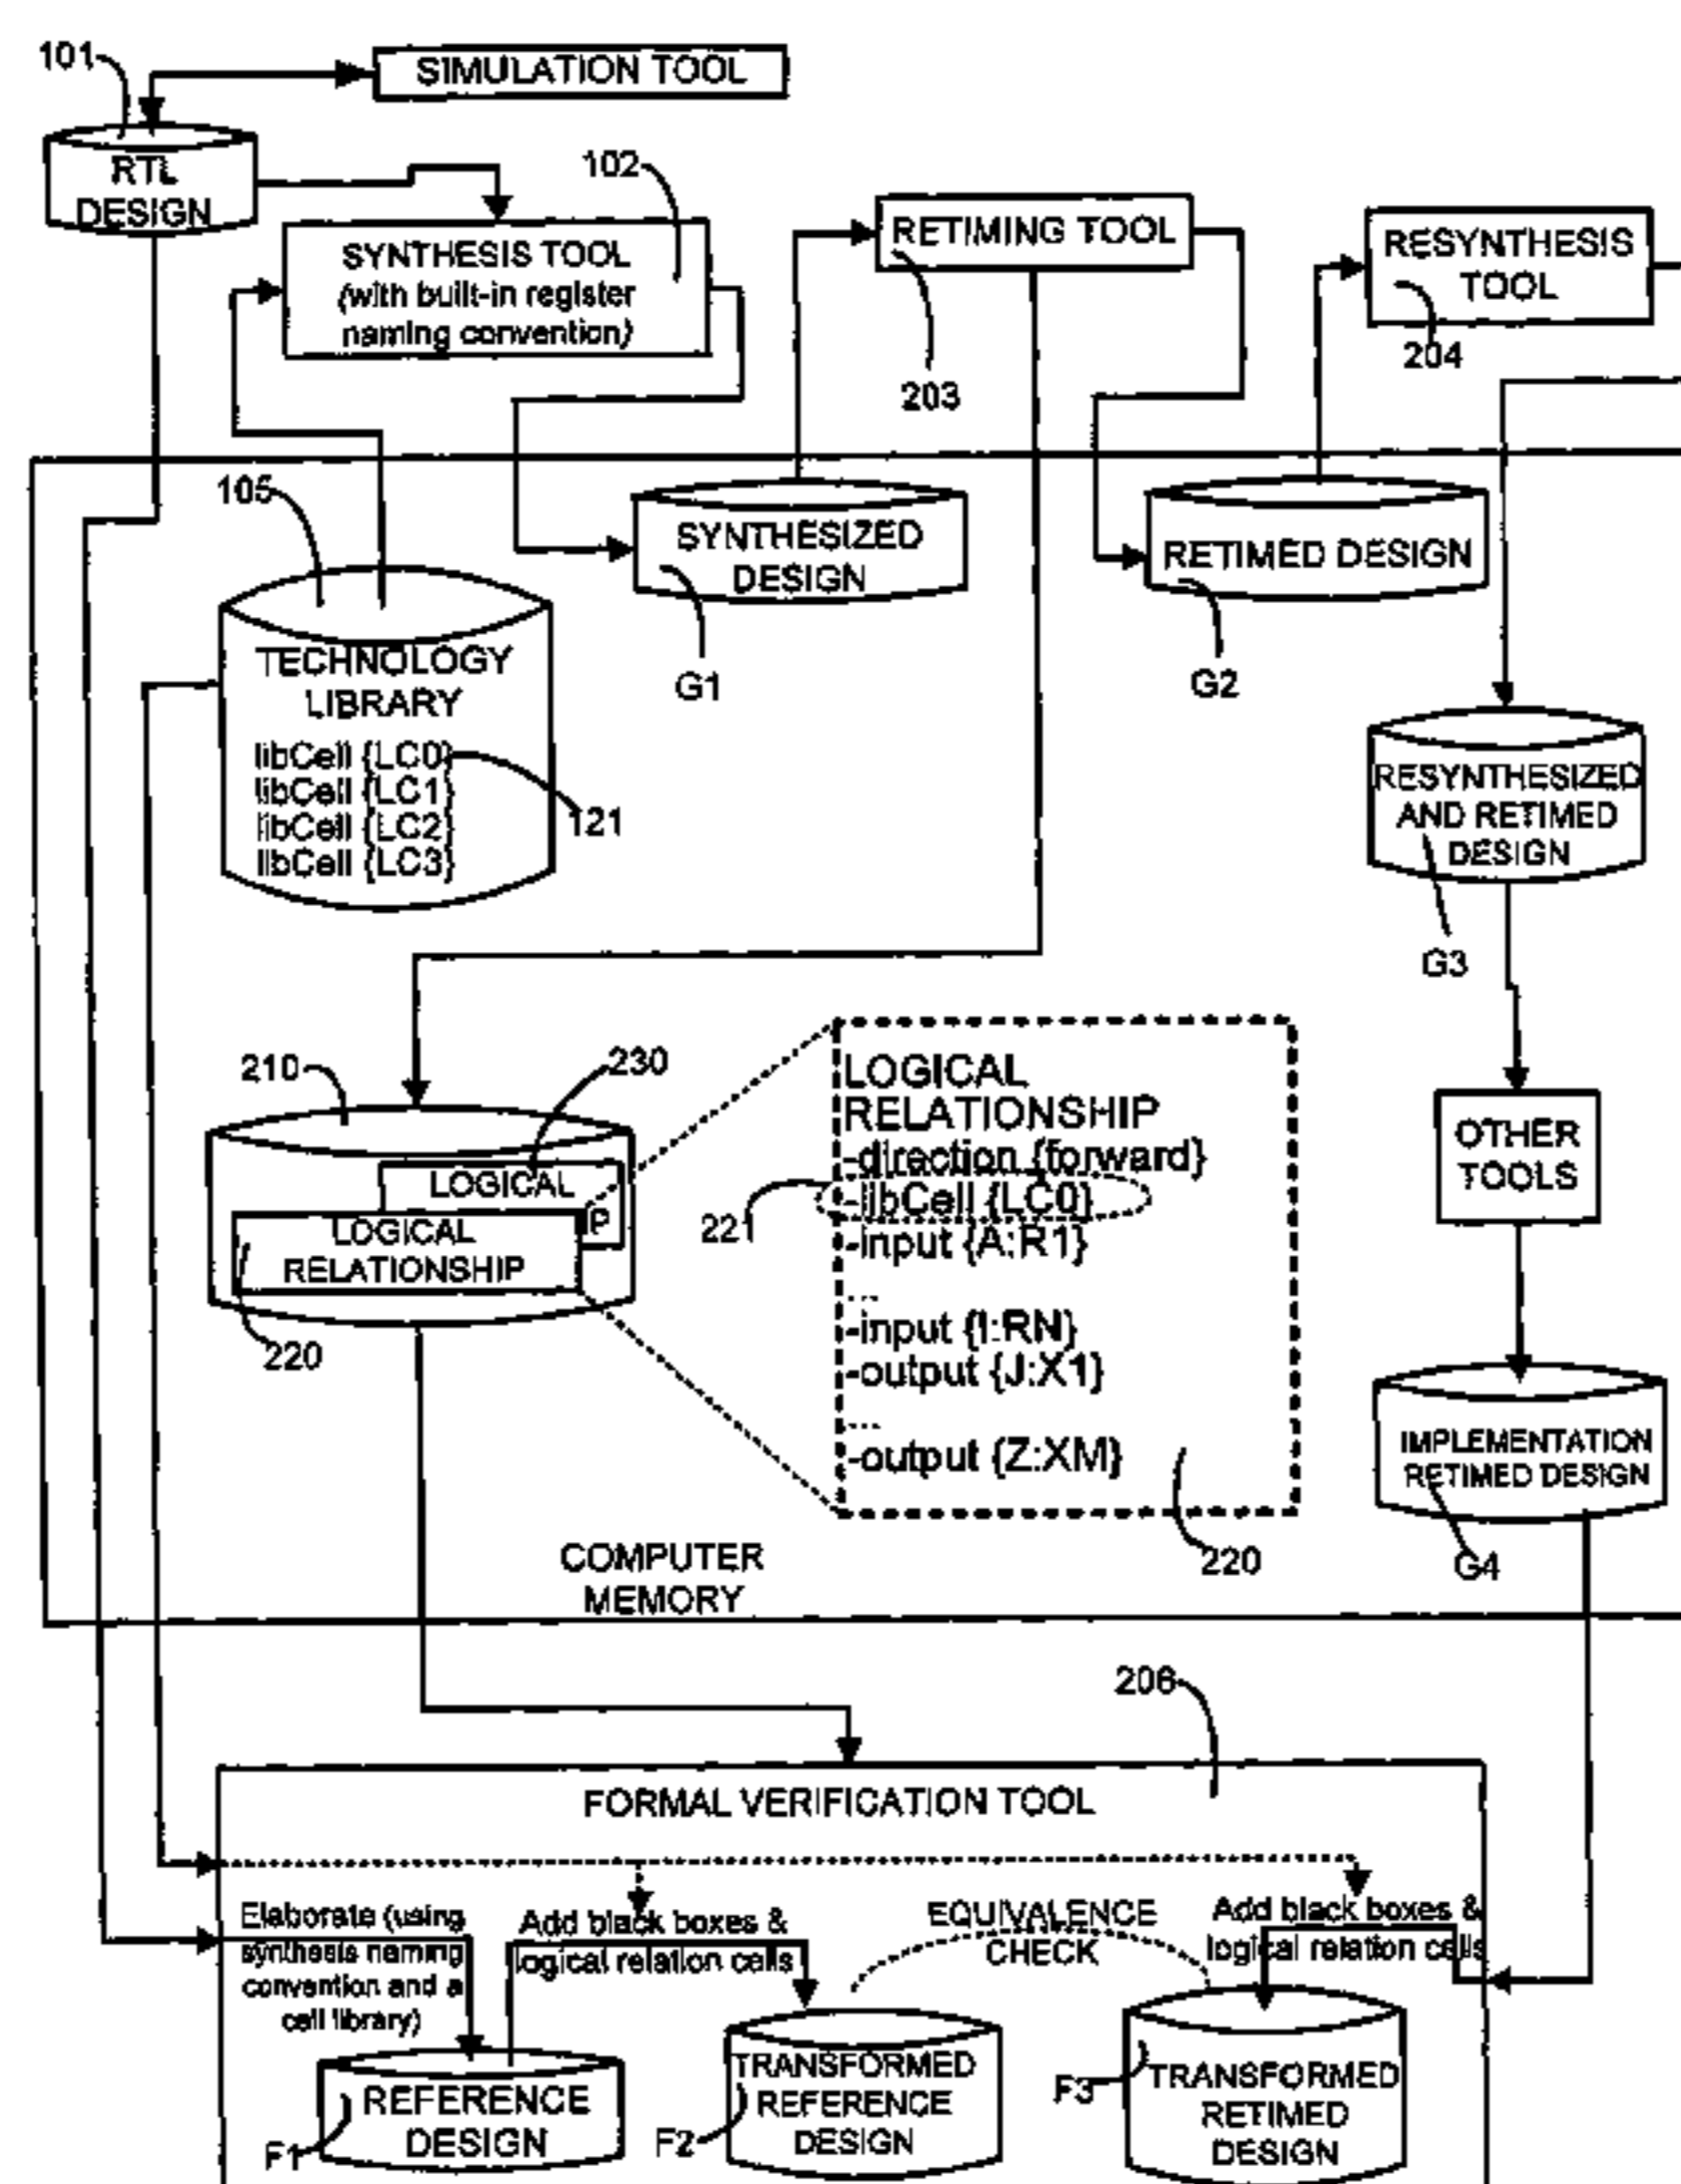 101
SIMULATION TOOL
RTL
DESIGN
102
SYNTHESIS TOOL
(with built-in register
naming convention)
RETIMING TOOL
203
RESYNTHESIS
TOOL
204
105
SYNTHESIZED
DESIGN
G1
RETIMED DESIGN
G2
TECHNOLOGY
LIBRARY
libCell {LC0}
libCell {LC1}
libCell {LC2}
libCell {LC3}
121
RESYNTHESIZED
AND RETIMED
DESIGN
G3
210
230
LOGICAL
P
LOGICAL
RELATIONSHIP
220
LOGICAL
RELATIONSHIP
-direction {forward}
-libCell {LC0}
221
-input {A:R1}
...
-input {I:RN}
-output {J:X1}
...
-output {Z:XM}
220
OTHER
TOOLS
IMPLEMENTATION
RETIMED DESIGN
G4
COMPUTER
MEMORY
206
FORMAL VERIFICATION TOOL
Elaborate (using
synthesis naming
convention and a
cell library)
Add black boxes &
logical relation cells
EQUIVALENCE
CHECK
Add black boxes &
logical relation cells
REFERENCE
DESIGN
F1
TRANSFORMED
REFERENCE
DESIGN
F2
TRANSFORMED
RETIMED
DESIGN
F3